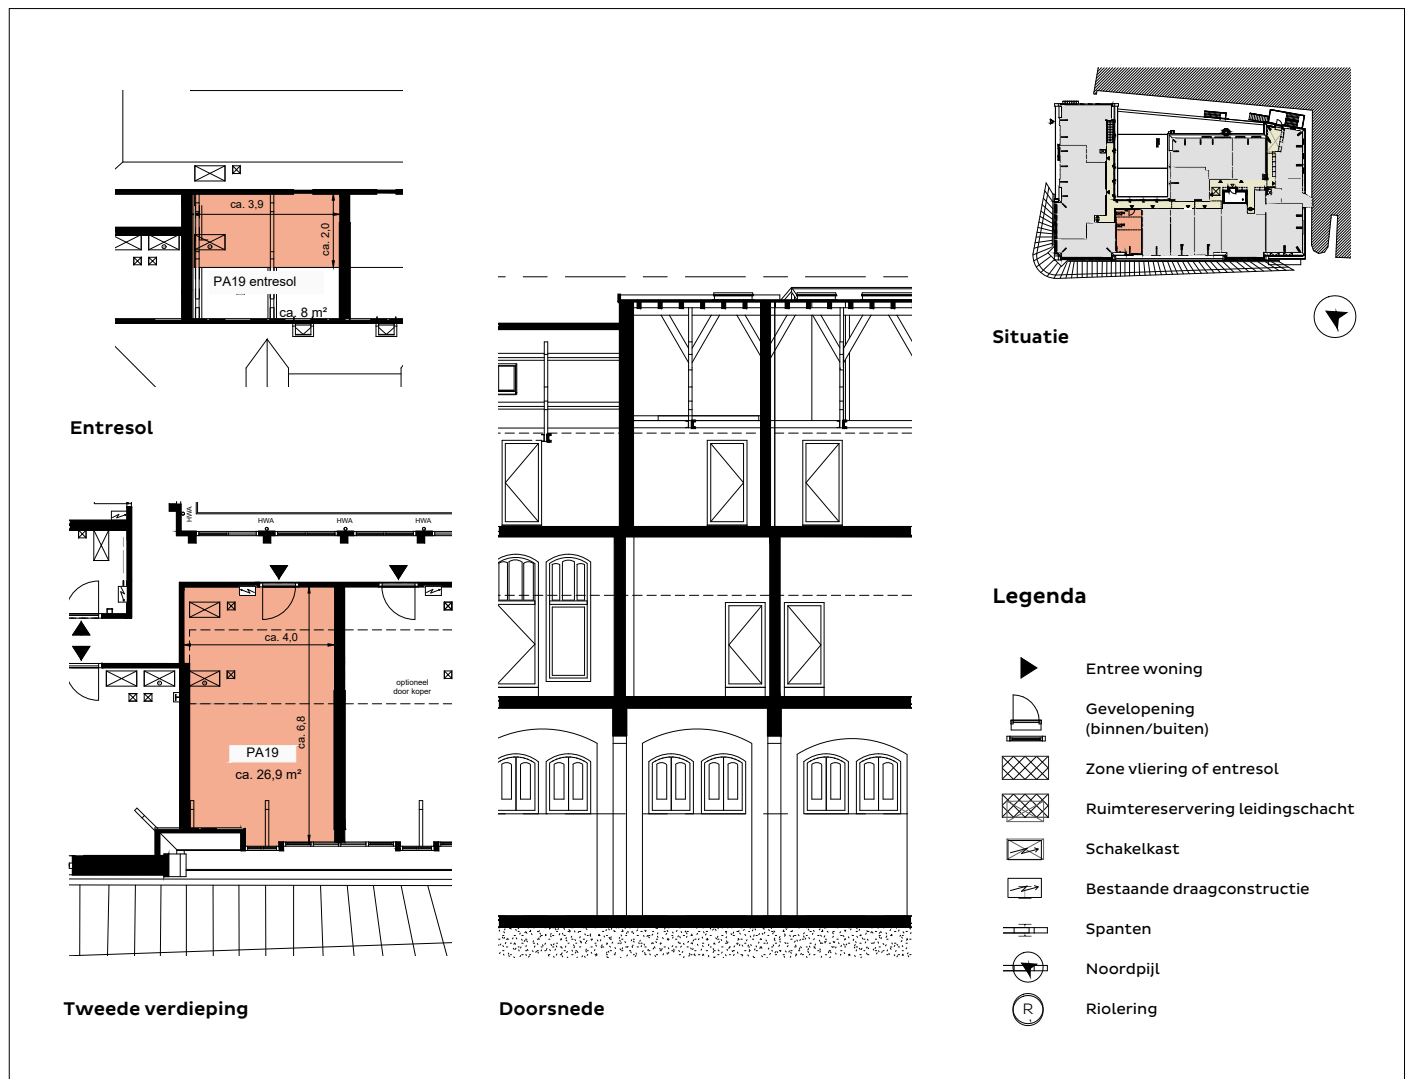 ca. 3,9
ca. 2,0
PA19 entresol
ca. 8 m²
Entresol
HWA
HWA
HWA
HWA
ca. 4,0
ca. 6,8
optioneel
door koper
PA19
ca. 26,9 m²
Tweede verdieping
Doorsnede
Situatie
Legenda
Entree woning
Gevelopening
(binnen/buiten)
Zone vliering of entresol
Ruimtereservering leidingschacht
Schakelkast
Bestaande draagconstructie
Spanten
Noordpijl
R
Riolering